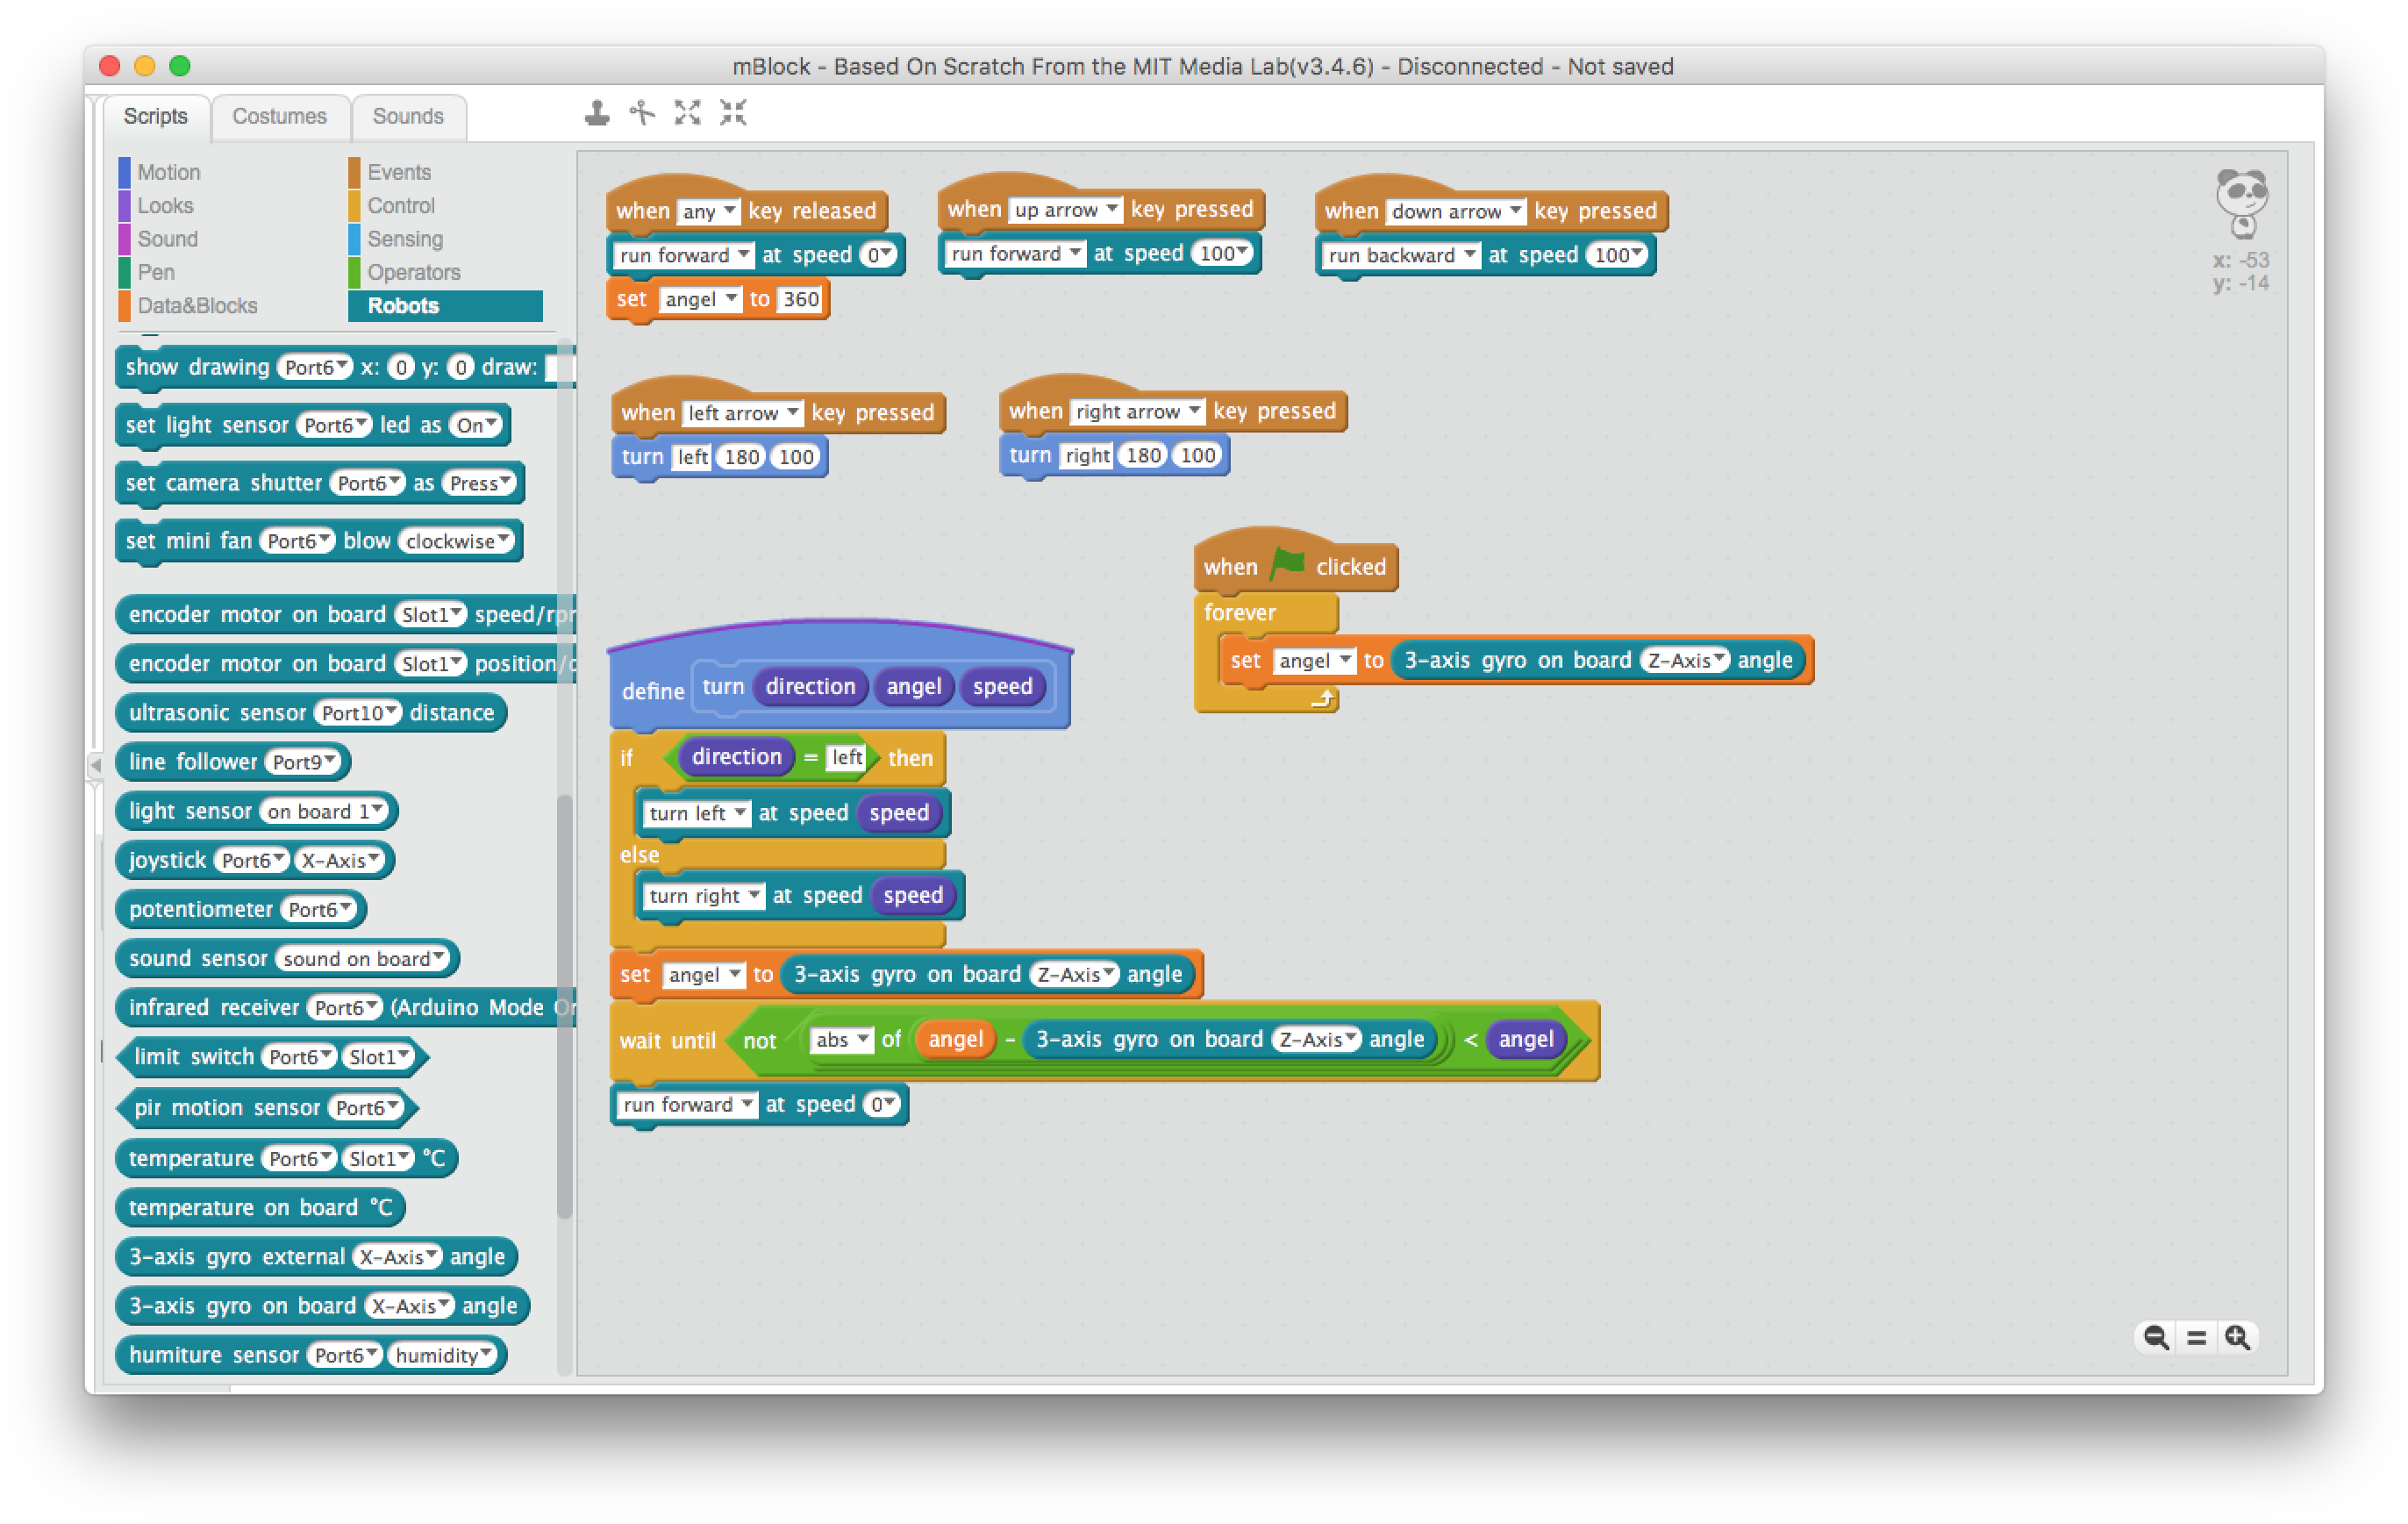 mBlock - Based On Scratch From the MIT Media Lab(v3.4.6) - Disconnected - Not saved
Scripts Costumes Sounds
Motion Events
Looks Control
Sound Sensing
Pen Operators
Data&Blocks Robots
show drawing Port6 x: 0 y: 0 draw:
set light sensor Port6 led as On
set camera shutter Port6 as Press
set mini fan Port6 blow clockwise
encoder motor on board Slot1 speed/rp
encoder motor on board Slot1 position/
ultrasonic sensor Port10 distance
line follower Port9
light sensor on board 1
joystick Port6 X-Axis
potentiometer Port6
sound sensor sound on board
infrared receiver Port6 (Arduino Mode
limit switch Port6 Slot1
pir motion sensor Port6
temperature Port6 Slot1 °C
temperature on board °C
3-axis gyro external X-Axis angle
3-axis gyro on board X-Axis angle
humiture sensor Port6 humidity
when any key released
run forward at speed 0
set angel to 360
when up arrow key pressed
run forward at speed 100
when down arrow key pressed
run backward at speed 100
x: -53
y: -14
when left arrow key pressed
turn left 180 100
when right arrow key pressed
turn right 180 100
when clicked
forever
set angel to 3-axis gyro on board Z-Axis angle
define turn direction angel speed
if direction = left then
turn left at speed speed
else
turn right at speed speed
set angel to 3-axis gyro on board Z-Axis angle
wait until not abs of angel - 3-axis gyro on board Z-Axis angle < angel
run forward at speed 0